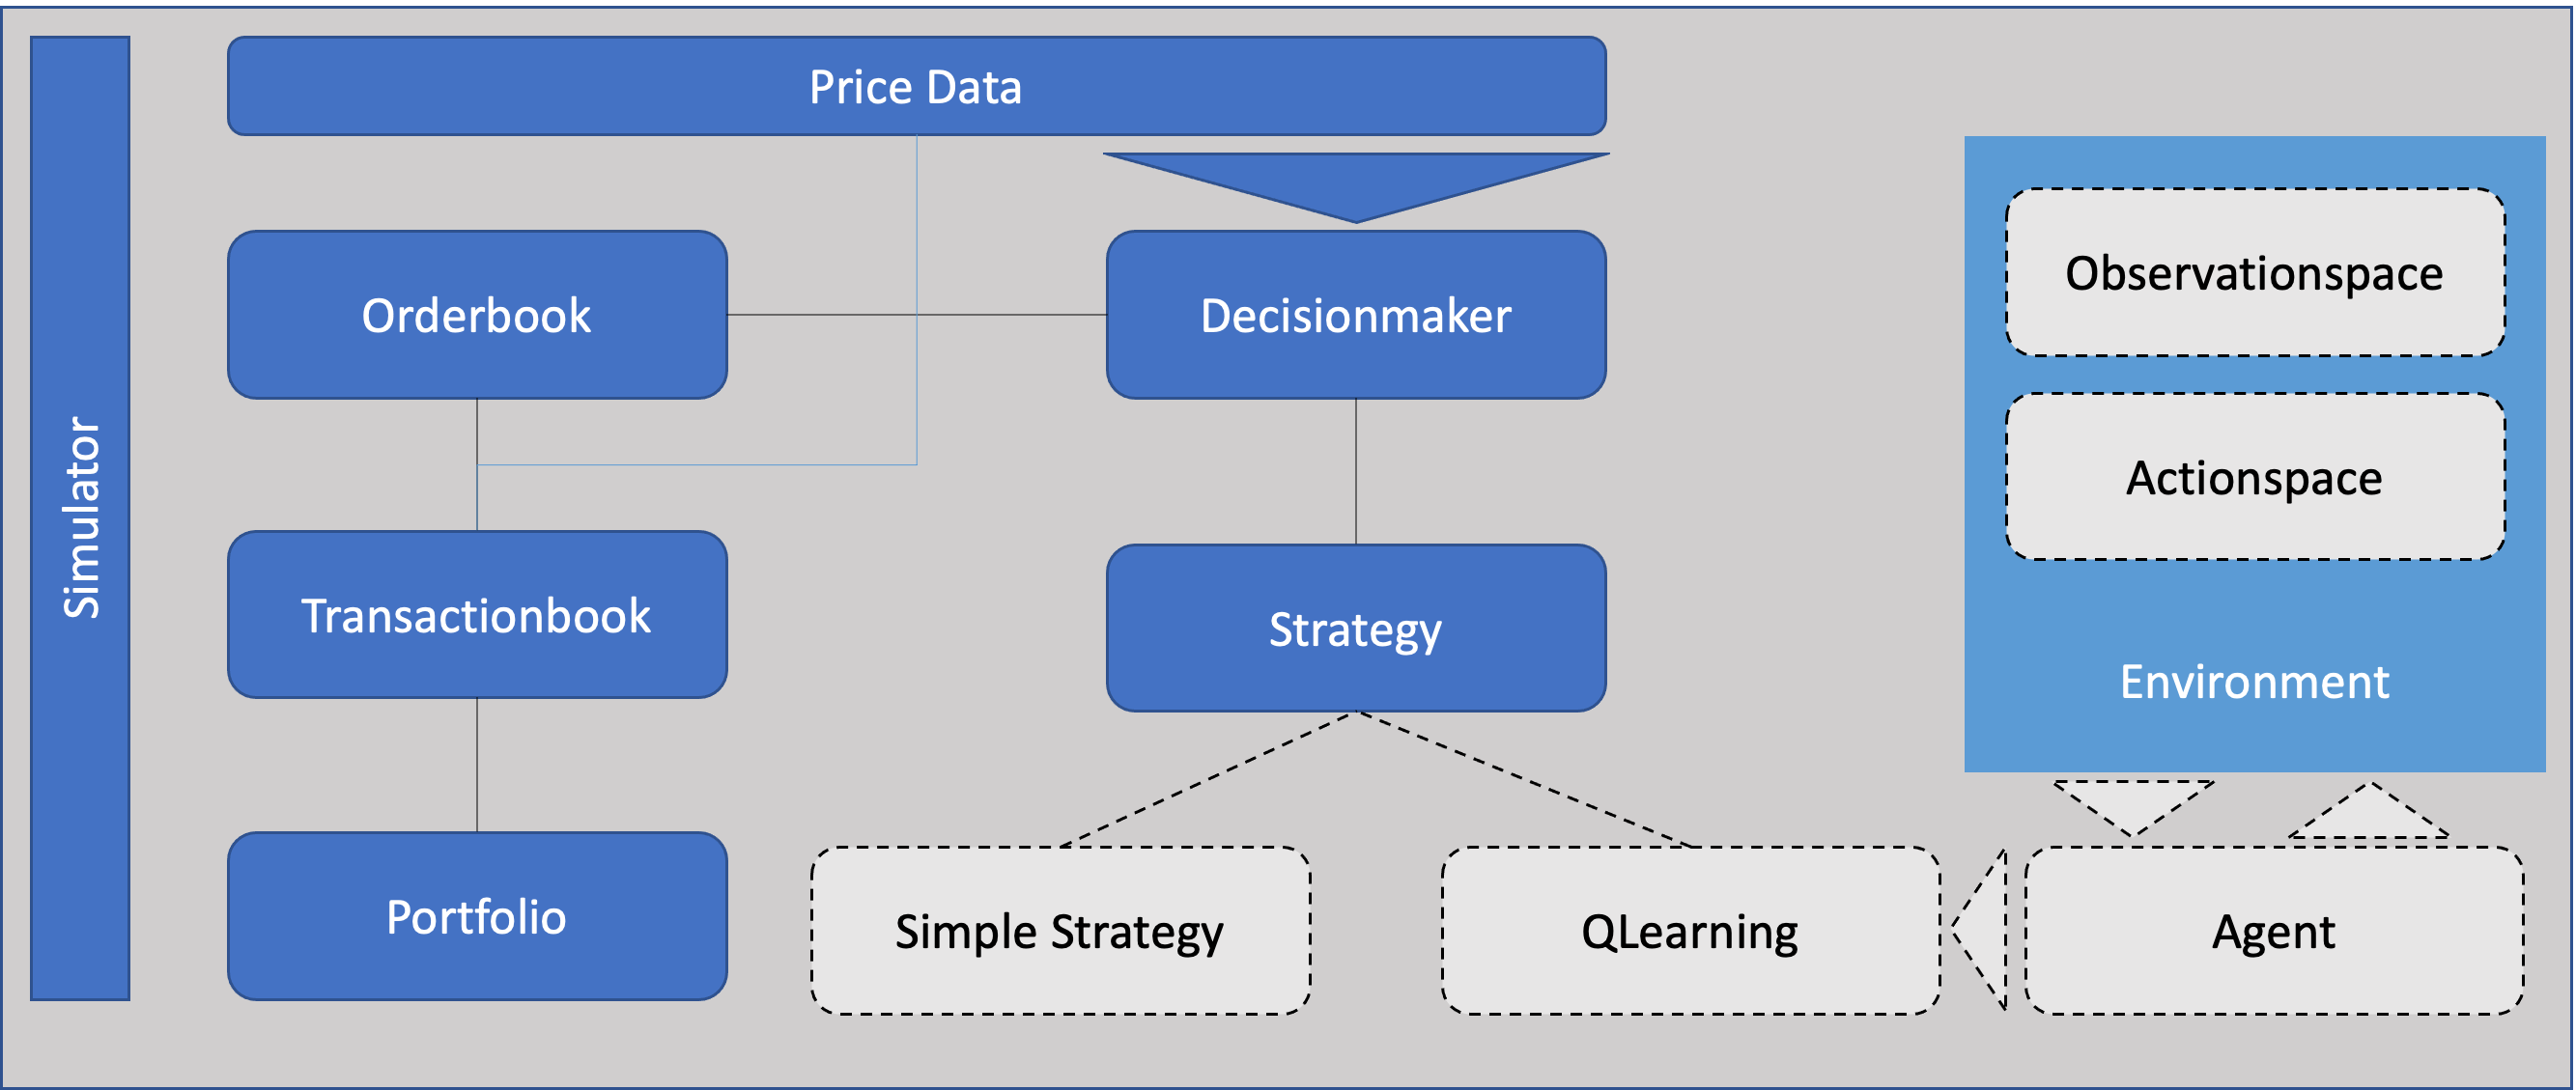 Simulator
Price Data
Orderbook
Decisionmaker
Observationspace
Actionspace
Transactionbook
Strategy
Environment
Portfolio
Simple Strategy
QLearning
Agent